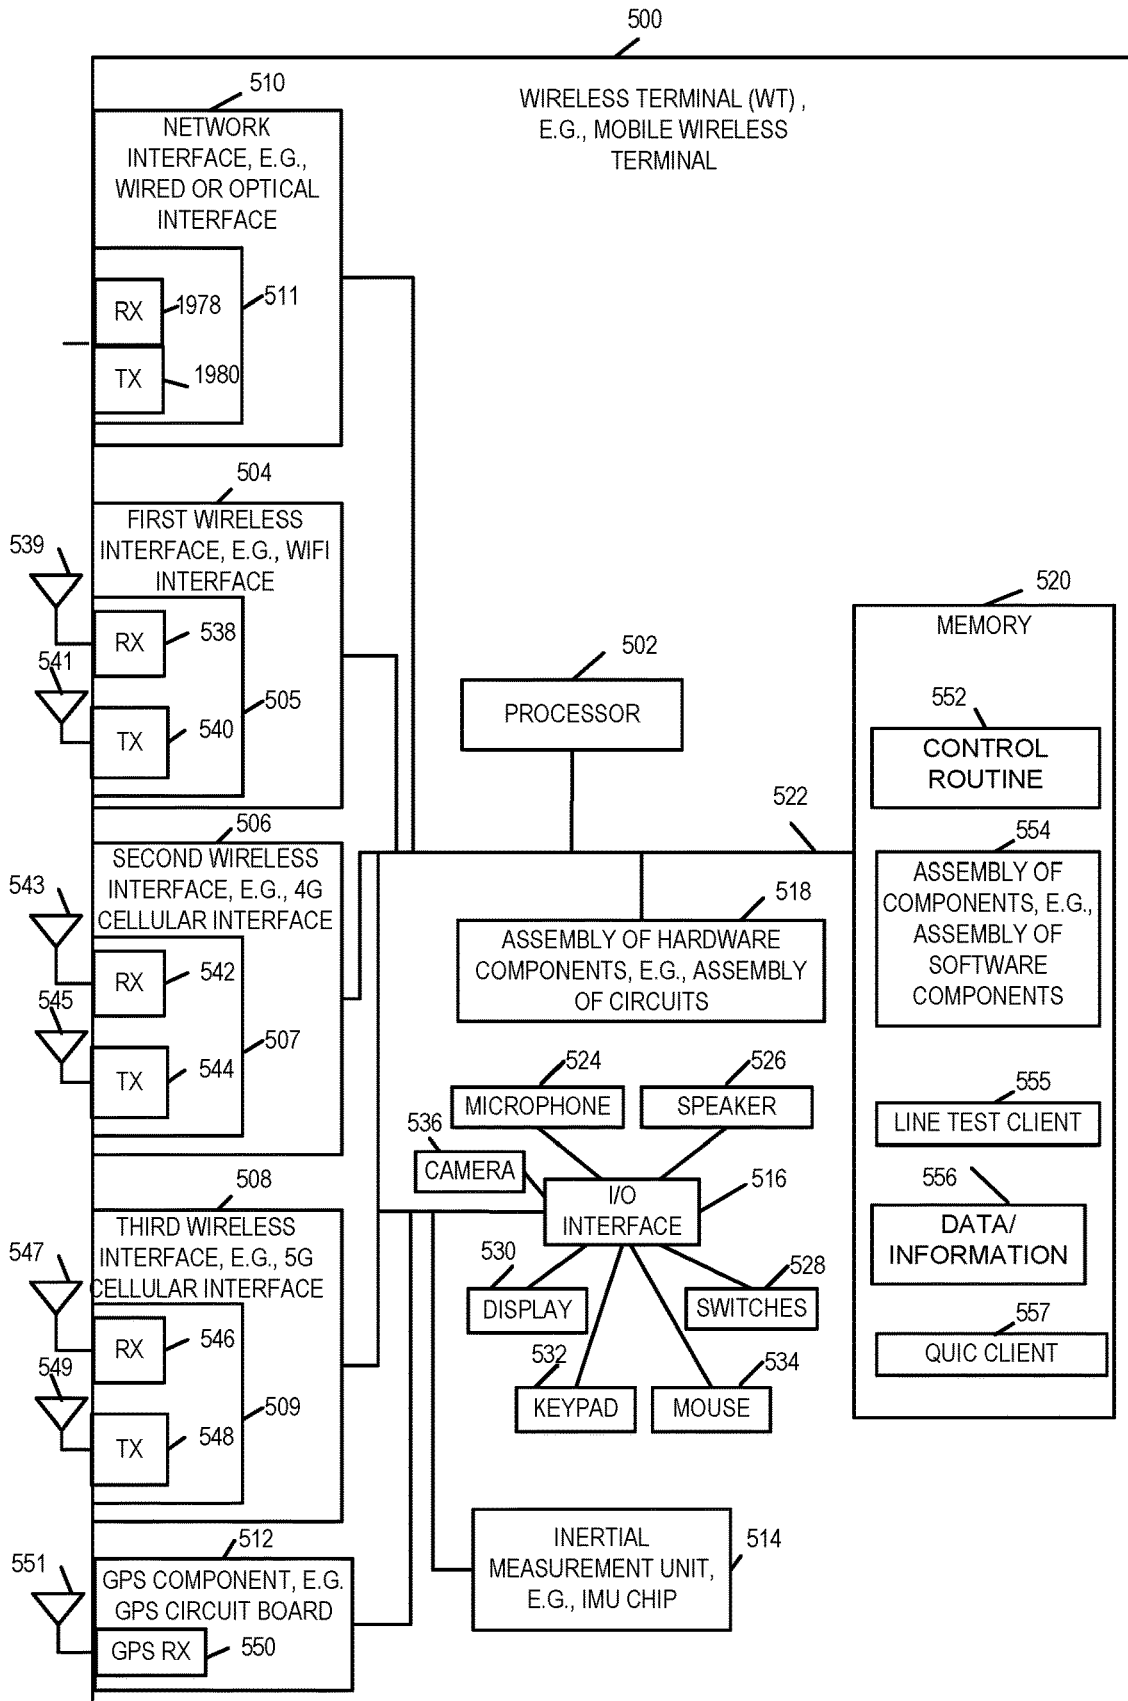 500
WIRELESS TERMINAL (WT) ,
E.G., MOBILE WIRELESS
TERMINAL
510
NETWORK
INTERFACE, E.G.,
WIRED OR OPTICAL
INTERFACE
RX
1978
511
TX
1980
504
FIRST WIRELESS
INTERFACE, E.G., WIFI
INTERFACE
539
RX
538
541
505
TX
540
506
SECOND WIRELESS
INTERFACE, E.G., 4G
CELLULAR INTERFACE
543
RX
542
545
507
TX
544
508
THIRD WIRELESS
INTERFACE, E.G., 5G
CELLULAR INTERFACE
547
RX
546
549
509
TX
548
512
GPS COMPONENT, E.G.
GPS CIRCUIT BOARD
551
GPS RX
550
502
PROCESSOR
522
518
ASSEMBLY OF HARDWARE
COMPONENTS, E.G., ASSEMBLY
OF CIRCUITS
524
MICROPHONE
526
SPEAKER
536
CAMERA
I/O
INTERFACE
516
530
DISPLAY
528
SWITCHES
532
KEYPAD
534
MOUSE
INERTIAL
MEASUREMENT UNIT,
E.G., IMU CHIP
514
520
MEMORY
552
CONTROL
ROUTINE
554
ASSEMBLY OF
COMPONENTS, E.G.,
ASSEMBLY OF
SOFTWARE
COMPONENTS
555
LINE TEST CLIENT
556
DATA/
INFORMATION
557
QUIC CLIENT